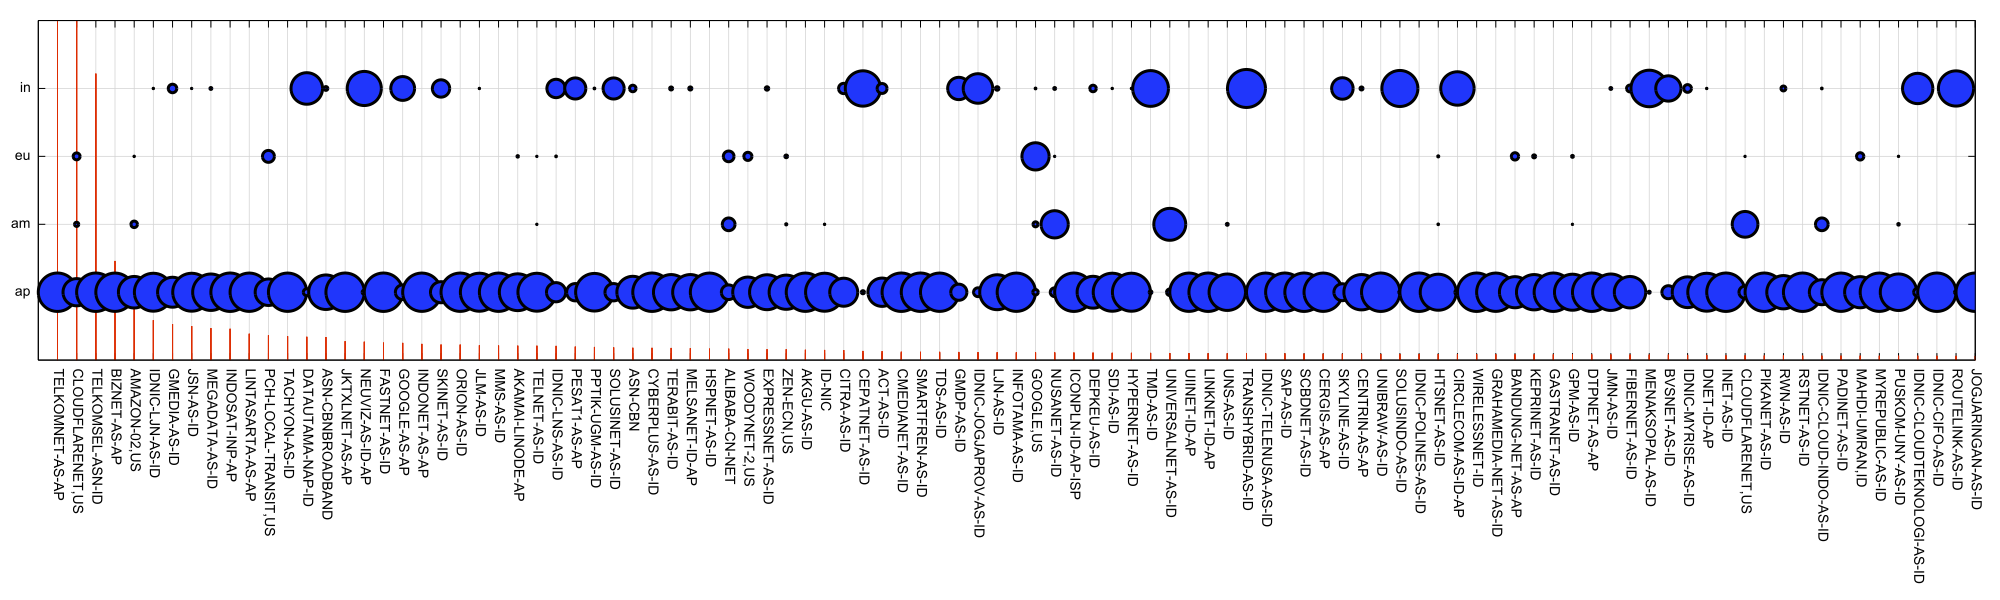 in
eu
am
ap
TELKOMNET-AS-AP
CLOUDFLARENET,US
TELKOMSEL-ASN-ID
BIZNET-AS-AP
AMAZON-02,US
IDNIC-LJN-AS-ID
GMEDIA-AS-ID
JSN-AS-ID
MEGADATA-AS-ID
INDOSAT-INP-AP
LINTASARTA-AS-AP
PCH-LOCAL-TRANSIT,US
TACHYON-AS-ID
DATAUTAMA-NAP-ID
ASN-CBNBROADBAND
JKTXLNET-AS-AP
NEUVIZ-AS-ID-AP
FASTNET-AS-ID
GOOGLE-AS-AP
INDONET-AS-AP
SKINET-AS-ID
ORION-AS-ID
JLM-AS-ID
MMS-AS-ID
AKAMAI-LINODE-AP
TELNET-AS-ID
IDNIC-LNS-AS-ID
PESAT1-AS-AP
PPTIK-UGM-AS-ID
SOLUSINET-AS-ID
ASN-CBN
CYBERPLUS-AS-ID
TERABIT-AS-ID
MELSANET-ID-AP
HSPNET-AS-ID
ALIBABA-CN-NET
WOODYNET-2,US
EXPRESSNET-AS-ID
ZEN-ECN,US
AKGU-AS-ID
ID-NIC
CITRA-AS-ID
CEPATNET-AS-ID
ACT-AS-ID
CMEDIANET-AS-ID
SMARTFREN-AS-ID
TDS-AS-ID
GMDP-AS-ID
IDNIC-JOGJAPROV-AS-ID
LJN-AS-ID
INFOTAMA-AS-ID
GOOGLE,US
NUSANET-AS-ID
ICONPLN-ID-AP-ISP
DEPKEU-AS-ID
SDI-AS-ID
HYPERNET-AS-ID
TMD-AS-ID
UNIVERSALNET-AS-ID
UIINET-ID-AP
LINKNET-ID-AP
UNS-AS-ID
TRANSHYBRID-AS-ID
IDNIC-TELENUSA-AS-ID
SAP-AS-ID
SCBDNET-AS-ID
CERGIS-AS-AP
SKYLINE-AS-ID
CENTRIN-AS-AP
UNIBRAW-AS-ID
SOLUSINDO-AS-ID
IDNIC-POLINES-AS-ID
HTSNET-AS-ID
CIRCLECOM-AS-ID-AP
WIRELESSNET-ID
GRAHAMEDIA-NET-AS-ID
BANDUNG-NET-AS-AP
KEPRINET-AS-ID
GASTRANET-AS-ID
GPM-AS-ID
DTPNET-AS-AP
JMN-AS-ID
FIBERNET-AS-ID
MENAKSOPAL-AS-ID
BVSNET-AS-ID
IDNIC-MYRISE-AS-ID
DNET-ID-AP
INET-AS-ID
CLOUDFLARENET,US
PIKANET-AS-ID
RWN-AS-ID
RSTNET-AS-ID
IDNIC-CLOUD-INDO-AS-ID
PADINET-AS-ID
MAHDI-UMRAN,ID
MYREPUBLIC-AS-ID
PUSKOM-UNY-AS-ID
IDNIC-CLOUDTEKNOLOGI-AS-ID
IDNIC-CIFO-AS-ID
ROUTELINK-AS-ID
JOGJARINGAN-AS-ID